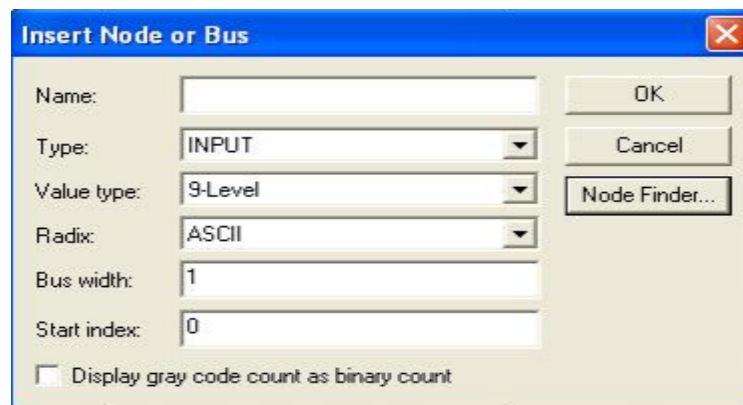 Insert Node or Bus
Name:
OK
Type: INPUT
Cancel
Value type: 9-Level
Node Finder...
Radix: ASCII
Bus width: 1
Start index: 0
Display gray code count as binary count